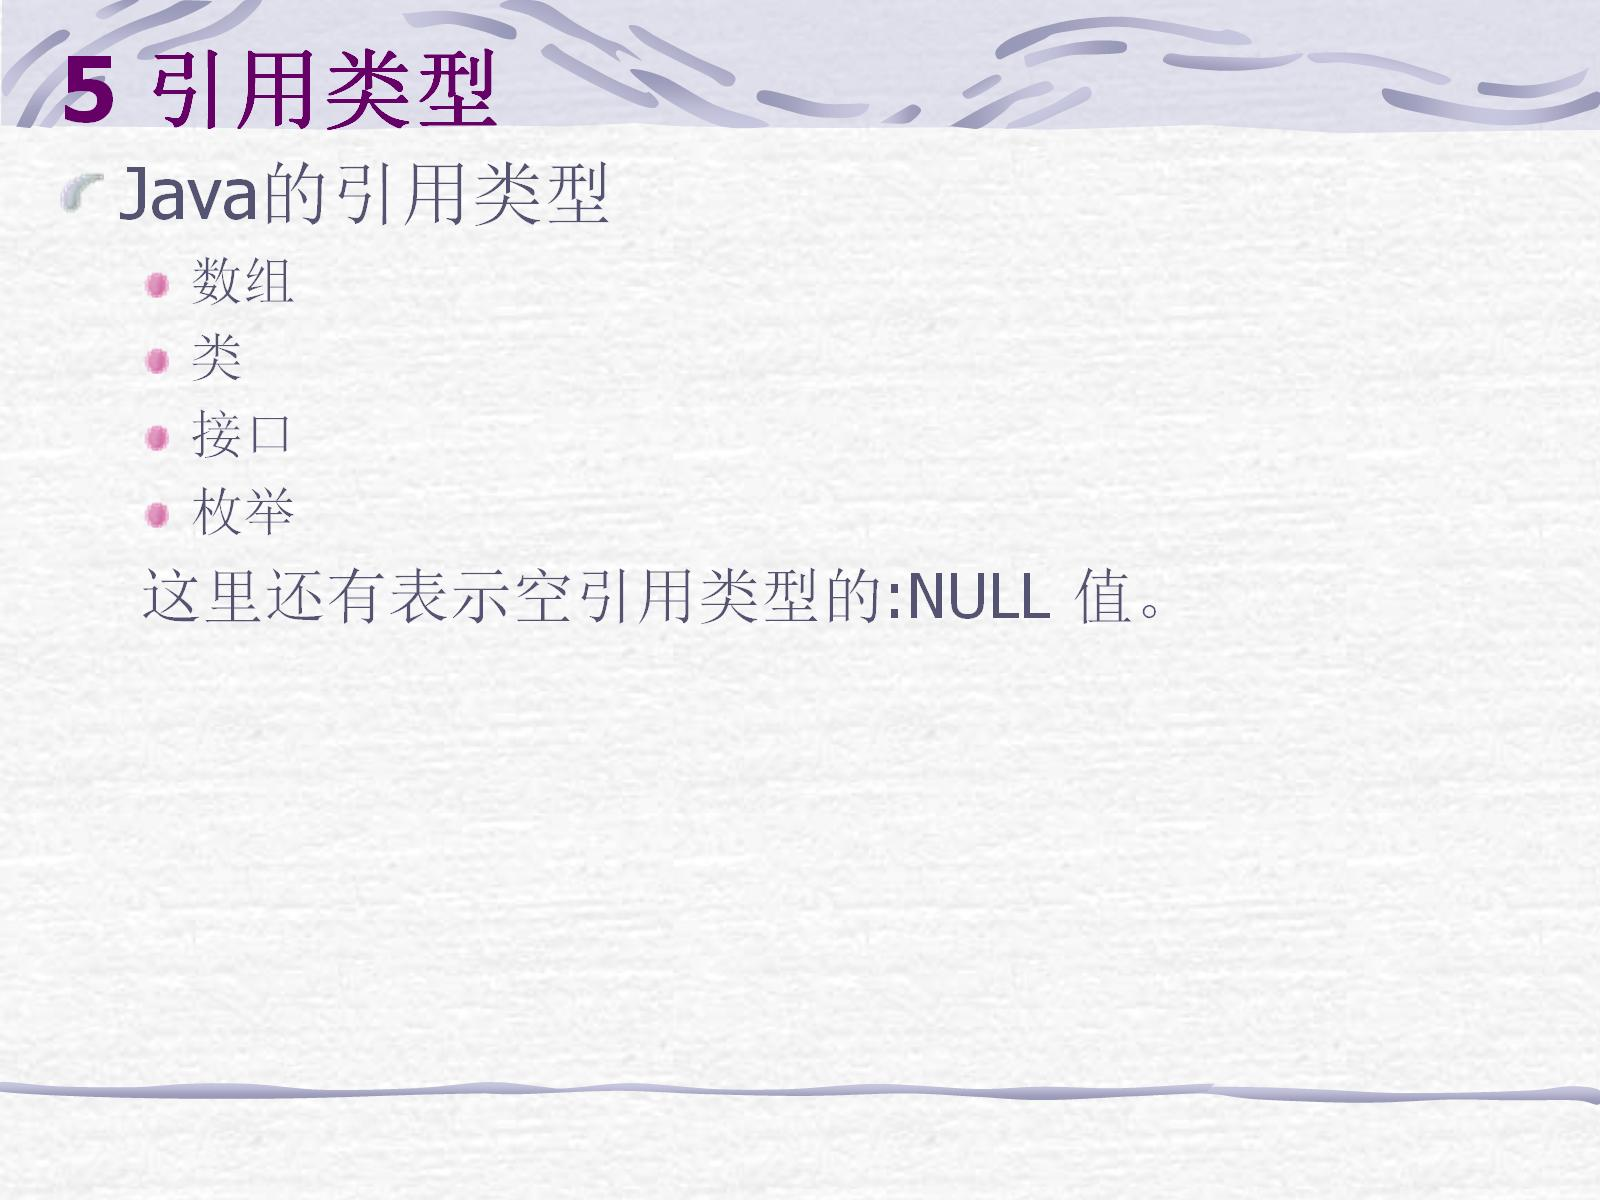 5 引用类型
Java的引用类型
数组
类
接口
枚举
这里还有表示空引用类型的:NULL 值。